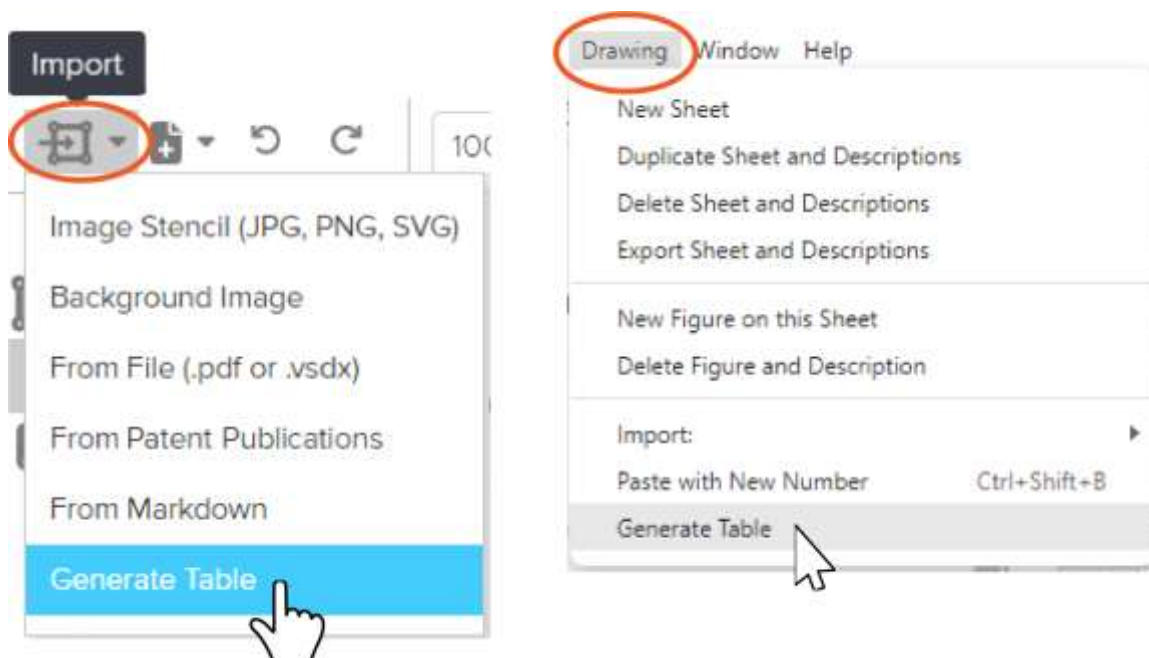 Import
100
Image Stencil (JPG, PNG, SVG)
Background Image
From File (.pdf or .vsdx)
From Patent Publications
From Markdown
Generate Table
Drawing Window Help
New Sheet
Duplicate Sheet and Descriptions
Delete Sheet and Descriptions
Export Sheet and Descriptions
New Figure on this Sheet
Delete Figure and Description
Import:
Paste with New Number Ctrl+Shift+B
Generate Table